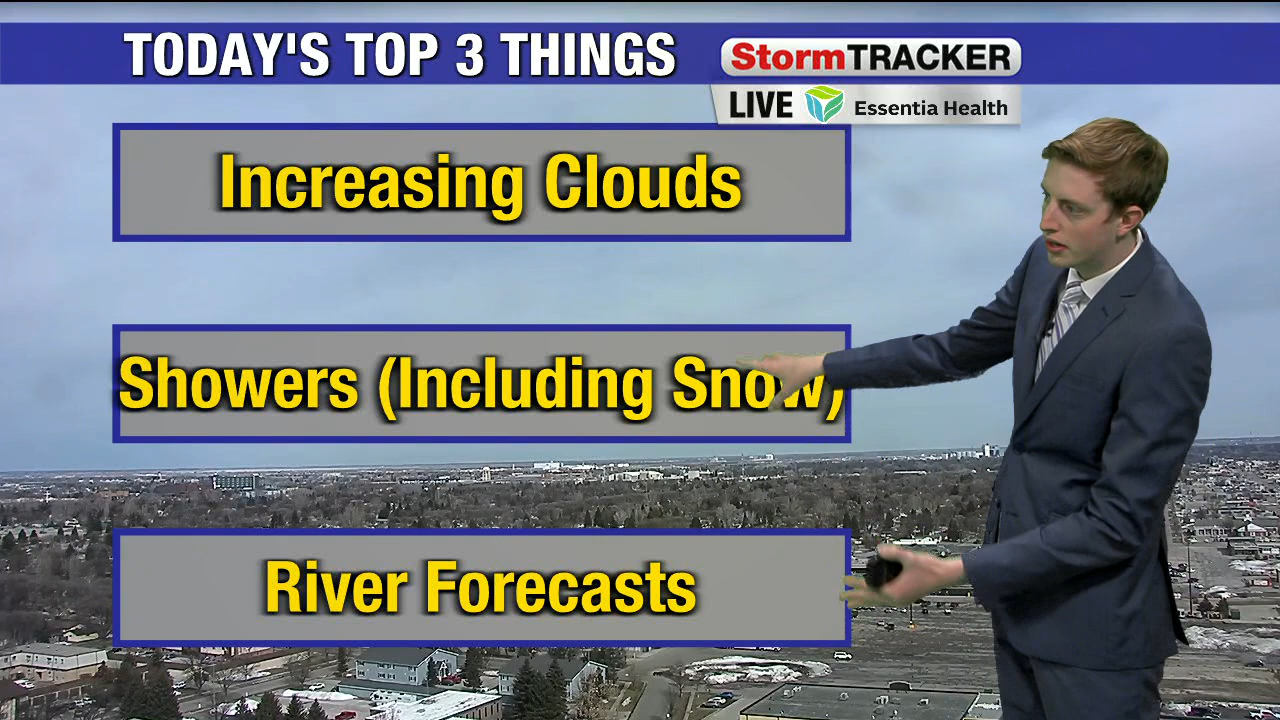 TODAY'S TOP 3 THINGS
StormTRACKER
LIVE Essentia Health
Increasing Clouds
Showers (Including Snow)
River Forecasts